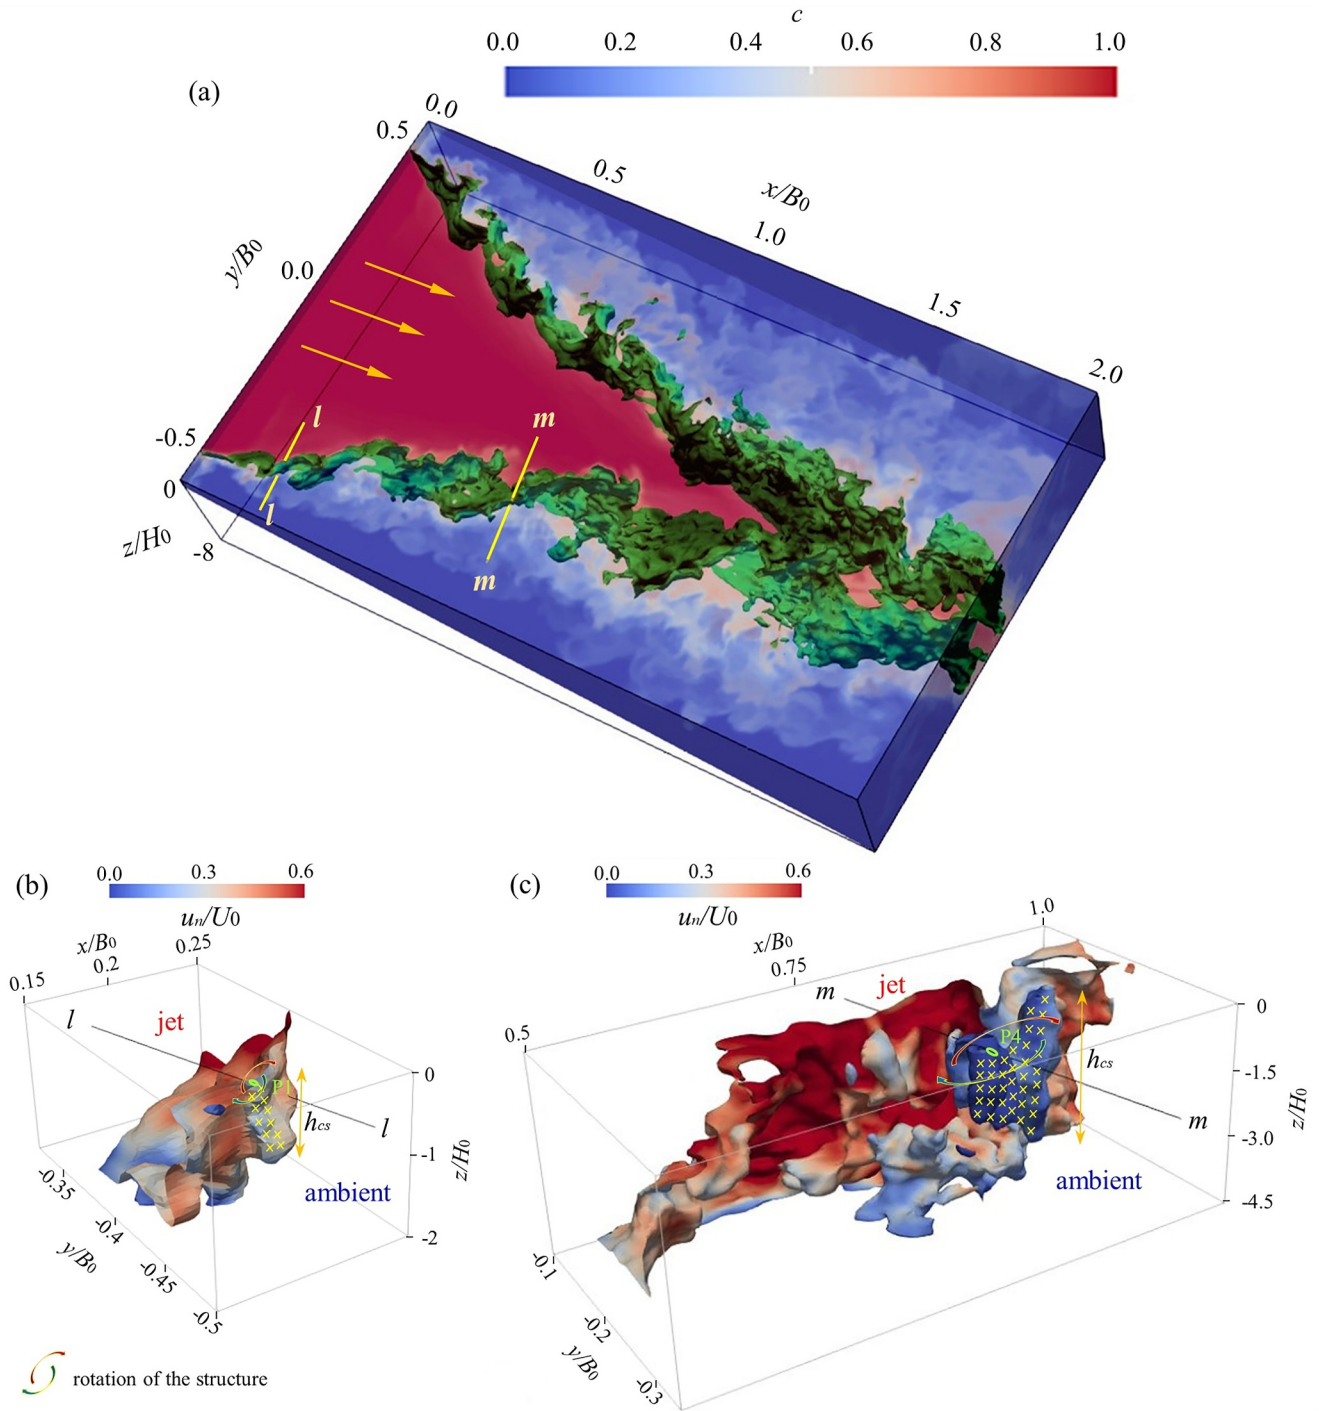 c
0.0 0.2 0.4 0.6 0.8 1.0
(a)
0.0
0.5
0.5
x/B0
1.0
y/B0
0.0
1.5
2.0
-0.5
l
m
0
l
z/H0
-8
m
(b)
0.0 0.3 0.6
un/U0
x/B0
0.15 0.2 0.25
l
jet
P1
0
hcs
l
-1
z/H0
ambient
-2
-0.35
-0.4
y/B0
-0.45
-0.5
rotation of the structure
(c)
0.0 0.3 0.6
un/U0
1.0
x/B0
0.75
m
jet
0.5
0
P4
hcs
-1.5
m
z/H0
-3.0
ambient
-4.5
-0.1
-0.2
y/B0
-0.3